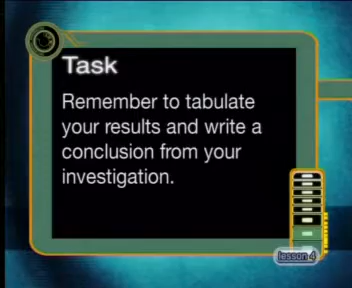 Task
Remember to tabulate
your results and write a
conclusion from your
investigation.
lesson 4